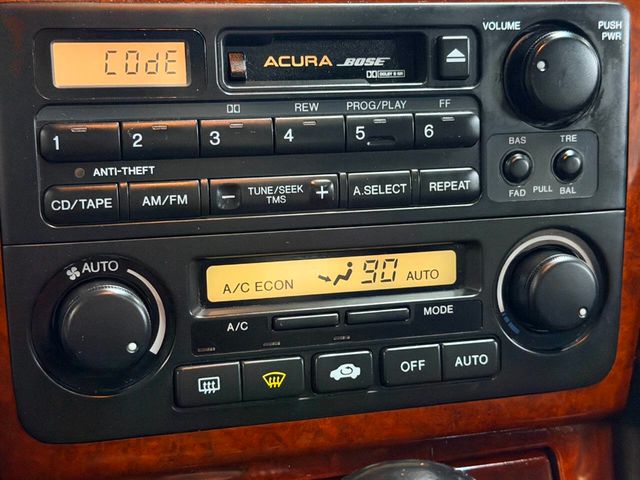 VOLUME PUSH PWR
CODE
ACURA BOSE
DOLBY B NR
REW PROG/PLAY FF
1 2 3 4 5 6
ANTI-THEFT
BAS TRE
FAD PULL BAL
CD/TAPE AM/FM − TUNE/SEEK TMS + A.SELECT REPEAT
AUTO
A/C ECON 90 AUTO
A/C MODE
OFF AUTO